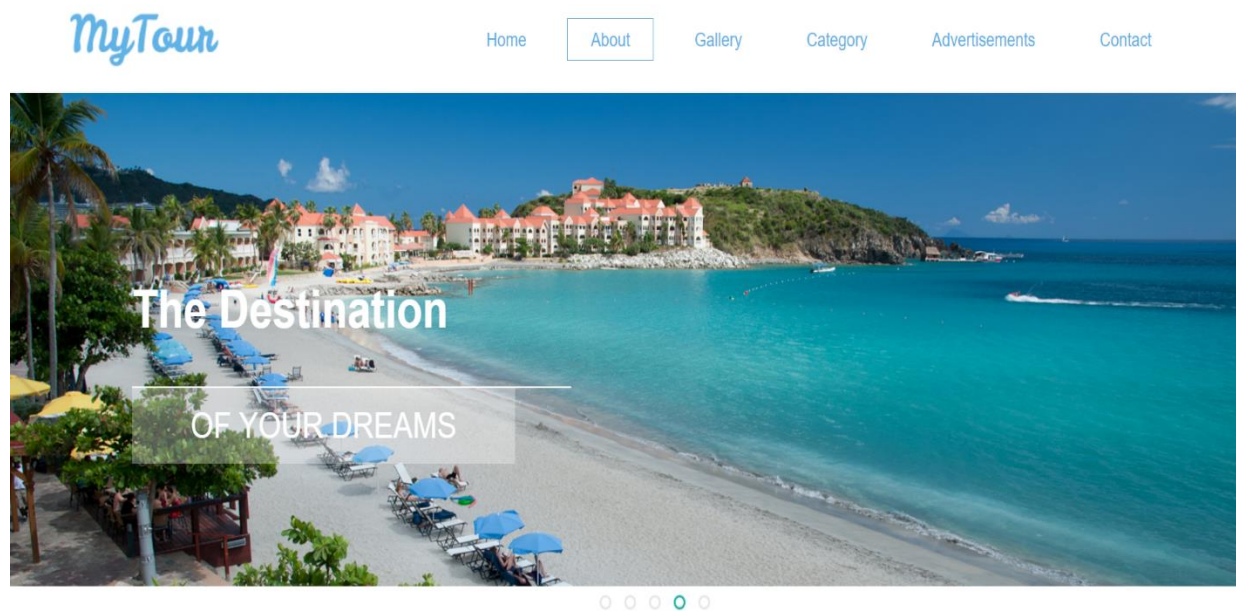 MyTour
Home About Gallery Category Advertisements Contact
The Destination
OF YOUR DREAMS